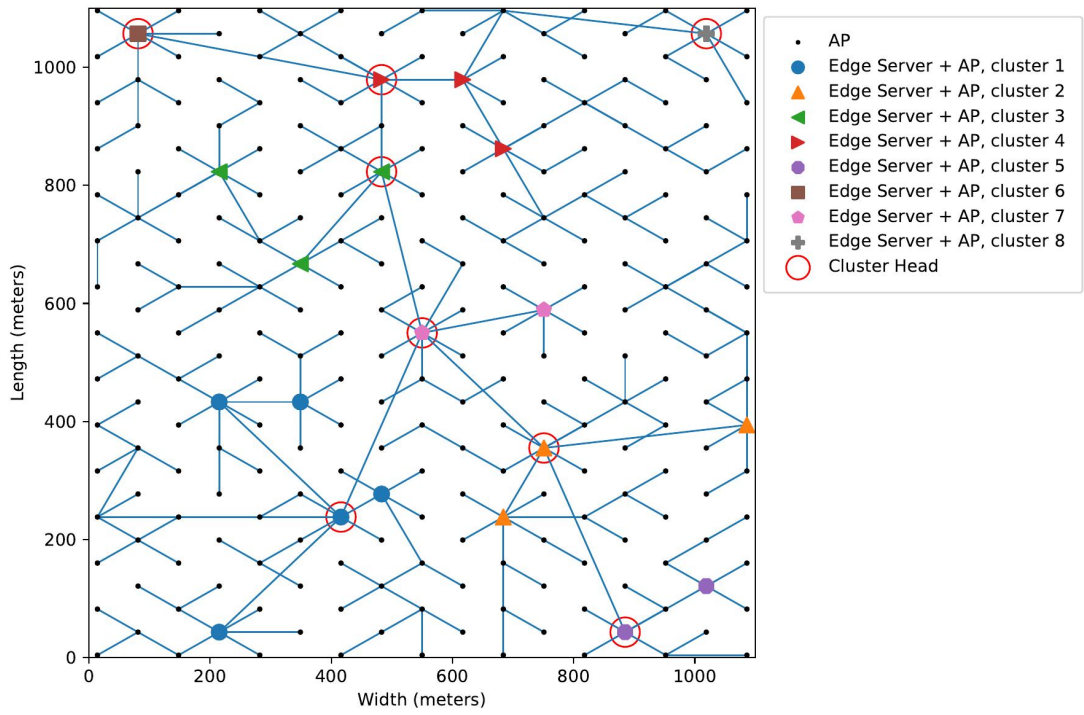 1000
800
600
400
200
0
Length (meters)
0 200 400 600 800 1000
Width (meters)
AP
Edge Server + AP, cluster 1
Edge Server + AP, cluster 2
Edge Server + AP, cluster 3
Edge Server + AP, cluster 4
Edge Server + AP, cluster 5
Edge Server + AP, cluster 6
Edge Server + AP, cluster 7
Edge Server + AP, cluster 8
Cluster Head